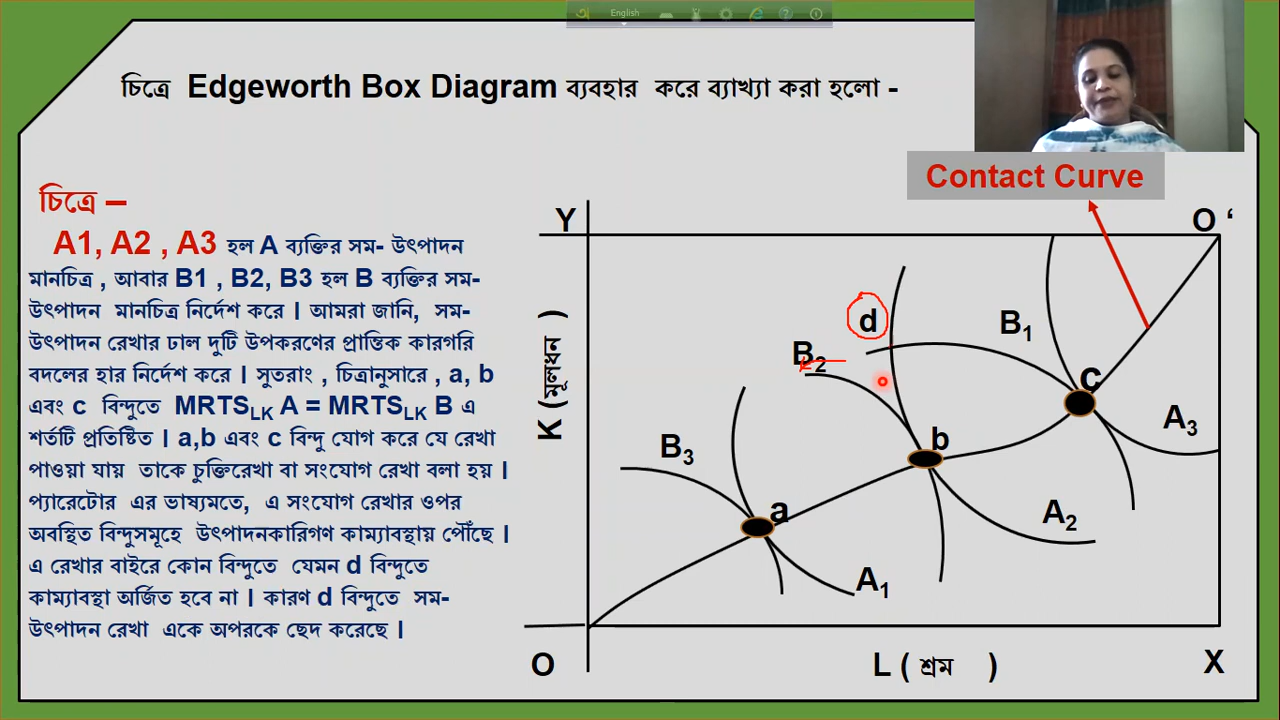 অ English
চিত্রে Edgeworth Box Diagram ব্যবহার করে ব্যাখ্যা করা হলো -
Contact Curve
চিত্রে –
A1, A2 , A3 হল A ব্যক্তির সম- উৎপাদন
মানচিত্র , আবার B1 , B2, B3 হল B ব্যক্তির সম-
উৎপাদন মানচিত্র নির্দেশ করে । আমরা জানি, সম-
উৎপাদন রেখার ঢাল দুটি উপকরণের প্রান্তিক কারগরি
বদলের হার নির্দেশ করে । সুতরাং , চিত্রানুসারে , a, b
এবং c বিন্দুতে MRTSLK A = MRTSLK B এ
শর্তটি প্রতিষ্টিত । a,b এবং c বিন্দু যোগ করে যে রেখা
পাওয়া যায় তাকে চুক্তিরেখা বা সংযোগ রেখা বলা হয় ।
প্যারেটোর এর ভাষ্যমতে, এ সংযোগ রেখার ওপর
অবস্থিত বিন্দুসমূহে উৎপাদনকারিগণ কাম্যাবস্থায় পৌঁছে ।
এ রেখার বাইরে কোন বিন্দুতে যেমন d বিন্দুতে
কাম্যাবস্থা অর্জিত হবে না । কারণ d বিন্দুতে সম-
উৎপাদন রেখা একে অপরকে ছেদ করেছে ।
Y
O ‘
d
B1
B2
c
K (মূলধন )
A3
b
B3
a
A2
A1
O
L ( শ্রম )
X